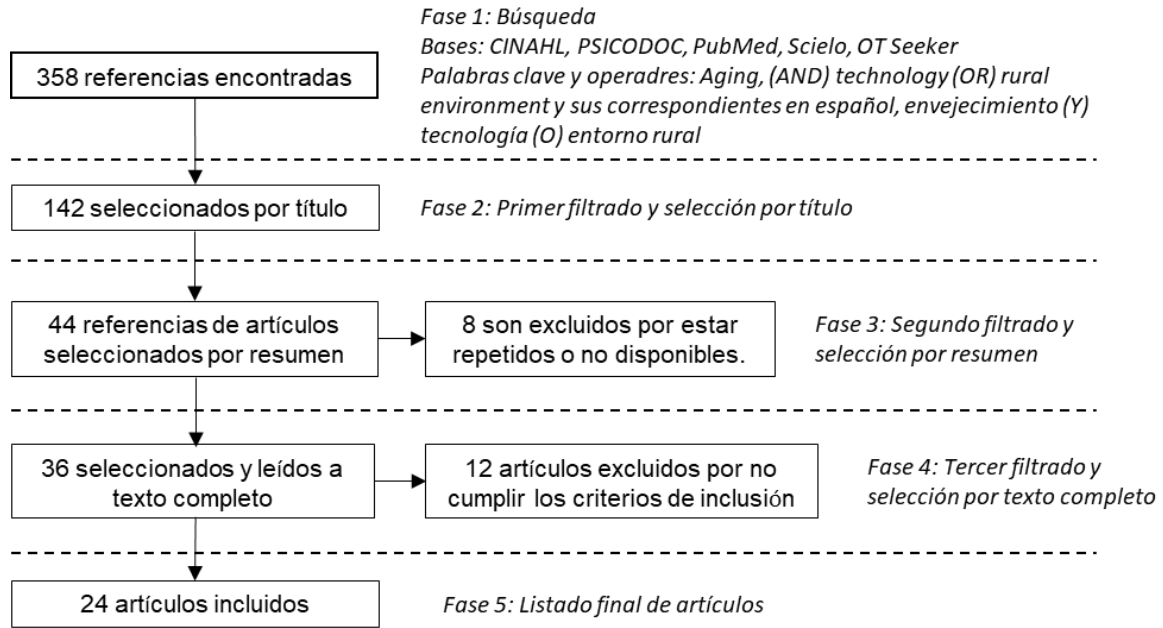 Fase 1: Búsqueda
Bases: CINAHL, PSICODOC, PubMed, Scielo, OT Seeker
358 referencias encontradas
Palabras clave y operadres: Aging, (AND) technology (OR) rural
environment y sus correspondientes en español, envejecimiento (Y)
tecnología (O) entorno rural
142 seleccionados por título
Fase 2: Primer filtrado y selección por título
44 referencias de artículos
seleccionados por resumen
8 son excluidos por estar
repetidos o no disponibles.
Fase 3: Segundo filtrado y
selección por resumen
36 seleccionados y leídos a
texto completo
12 artículos excluidos por no
cumplir los criterios de inclusión
Fase 4: Tercer filtrado y
selección por texto completo
24 artículos incluidos
Fase 5: Listado final de artículos